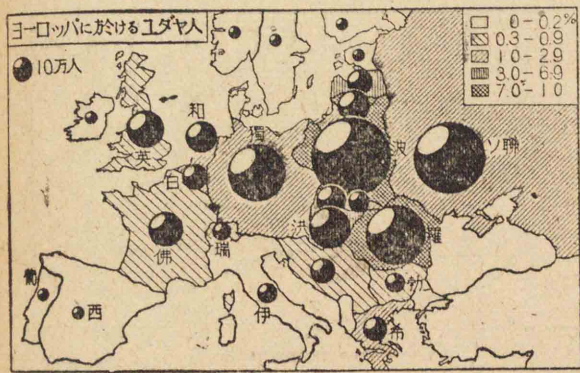 ヨーロッパに於けるユダヤ人
10万人
0-0.2%
0.3-0.9
1.0-2.9
3.0-6.9
7.0-10
和
英
独
白
波
ソ聯
洪
羅
佛
瑞
勃
葡
西
伊
希